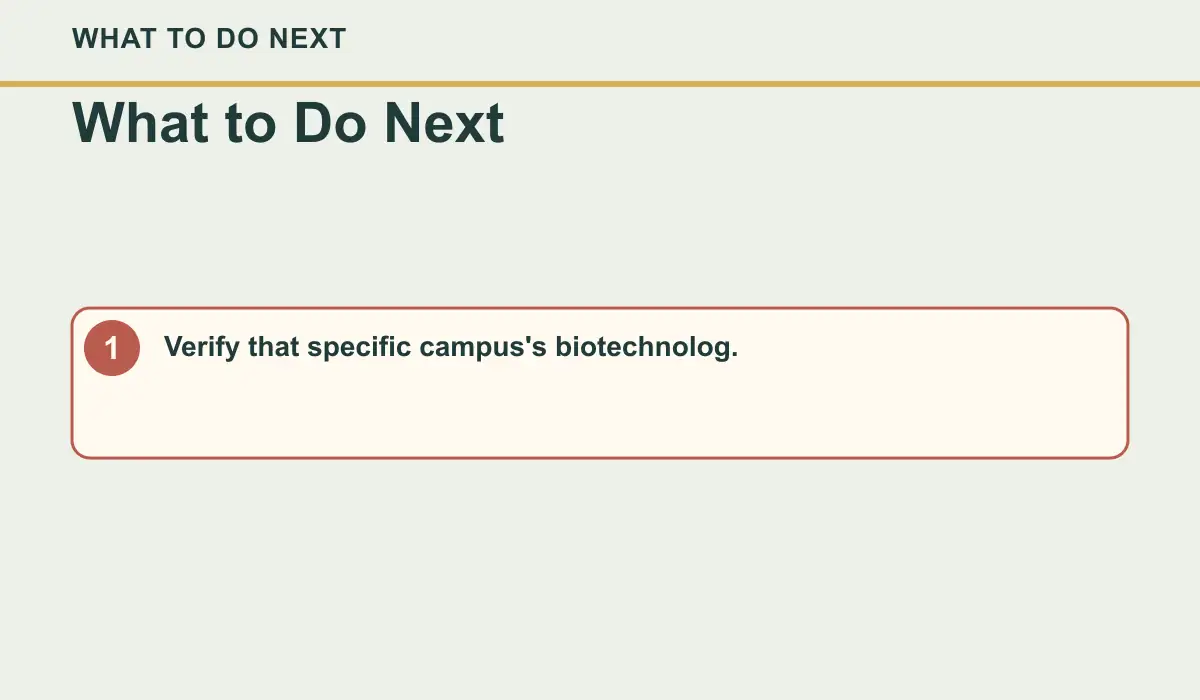 WHAT TO DO NEXT
What to Do Next
1 Verify that specific campus's biotechnolog.